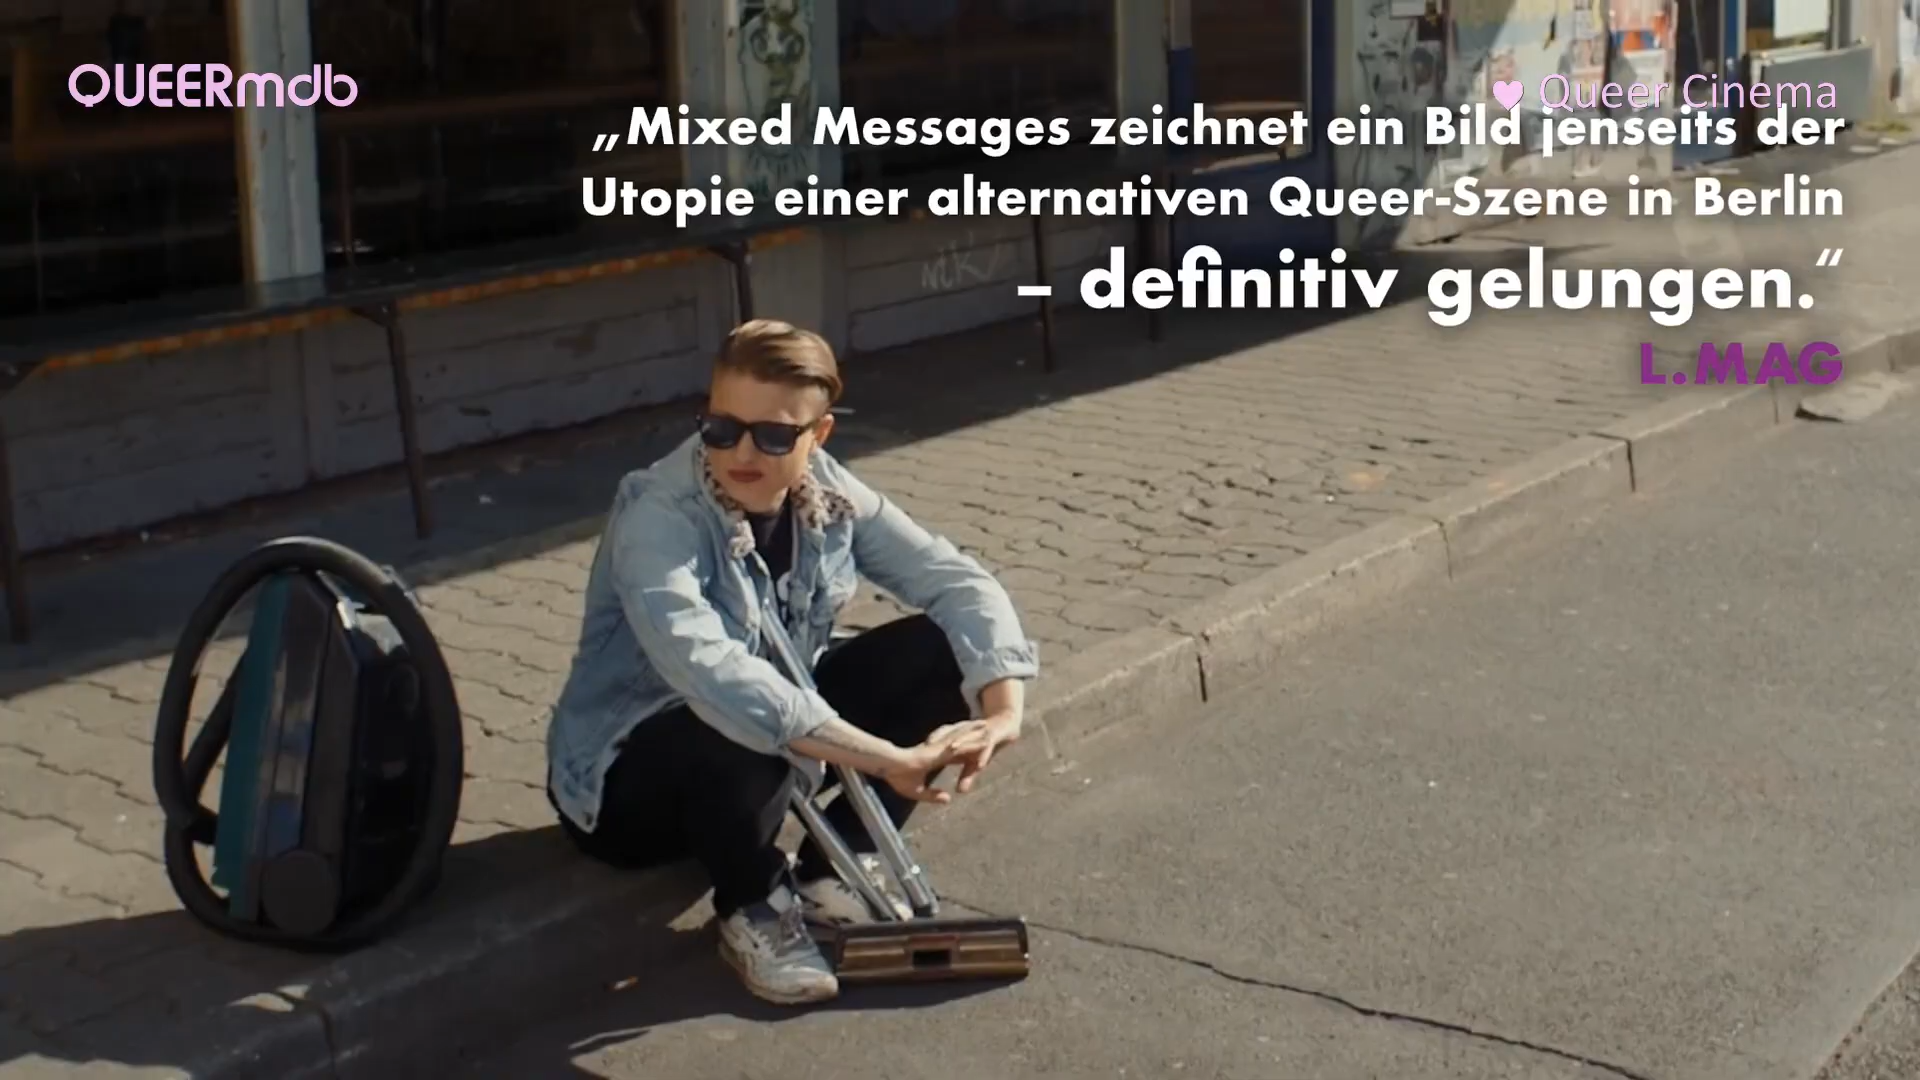 QUEERmdb
♥ Queer Cinema
„Mixed Messages zeichnet ein Bild jenseits der
Utopie einer alternativen Queer-Szene in Berlin
– definitiv gelungen.“
L.MAG